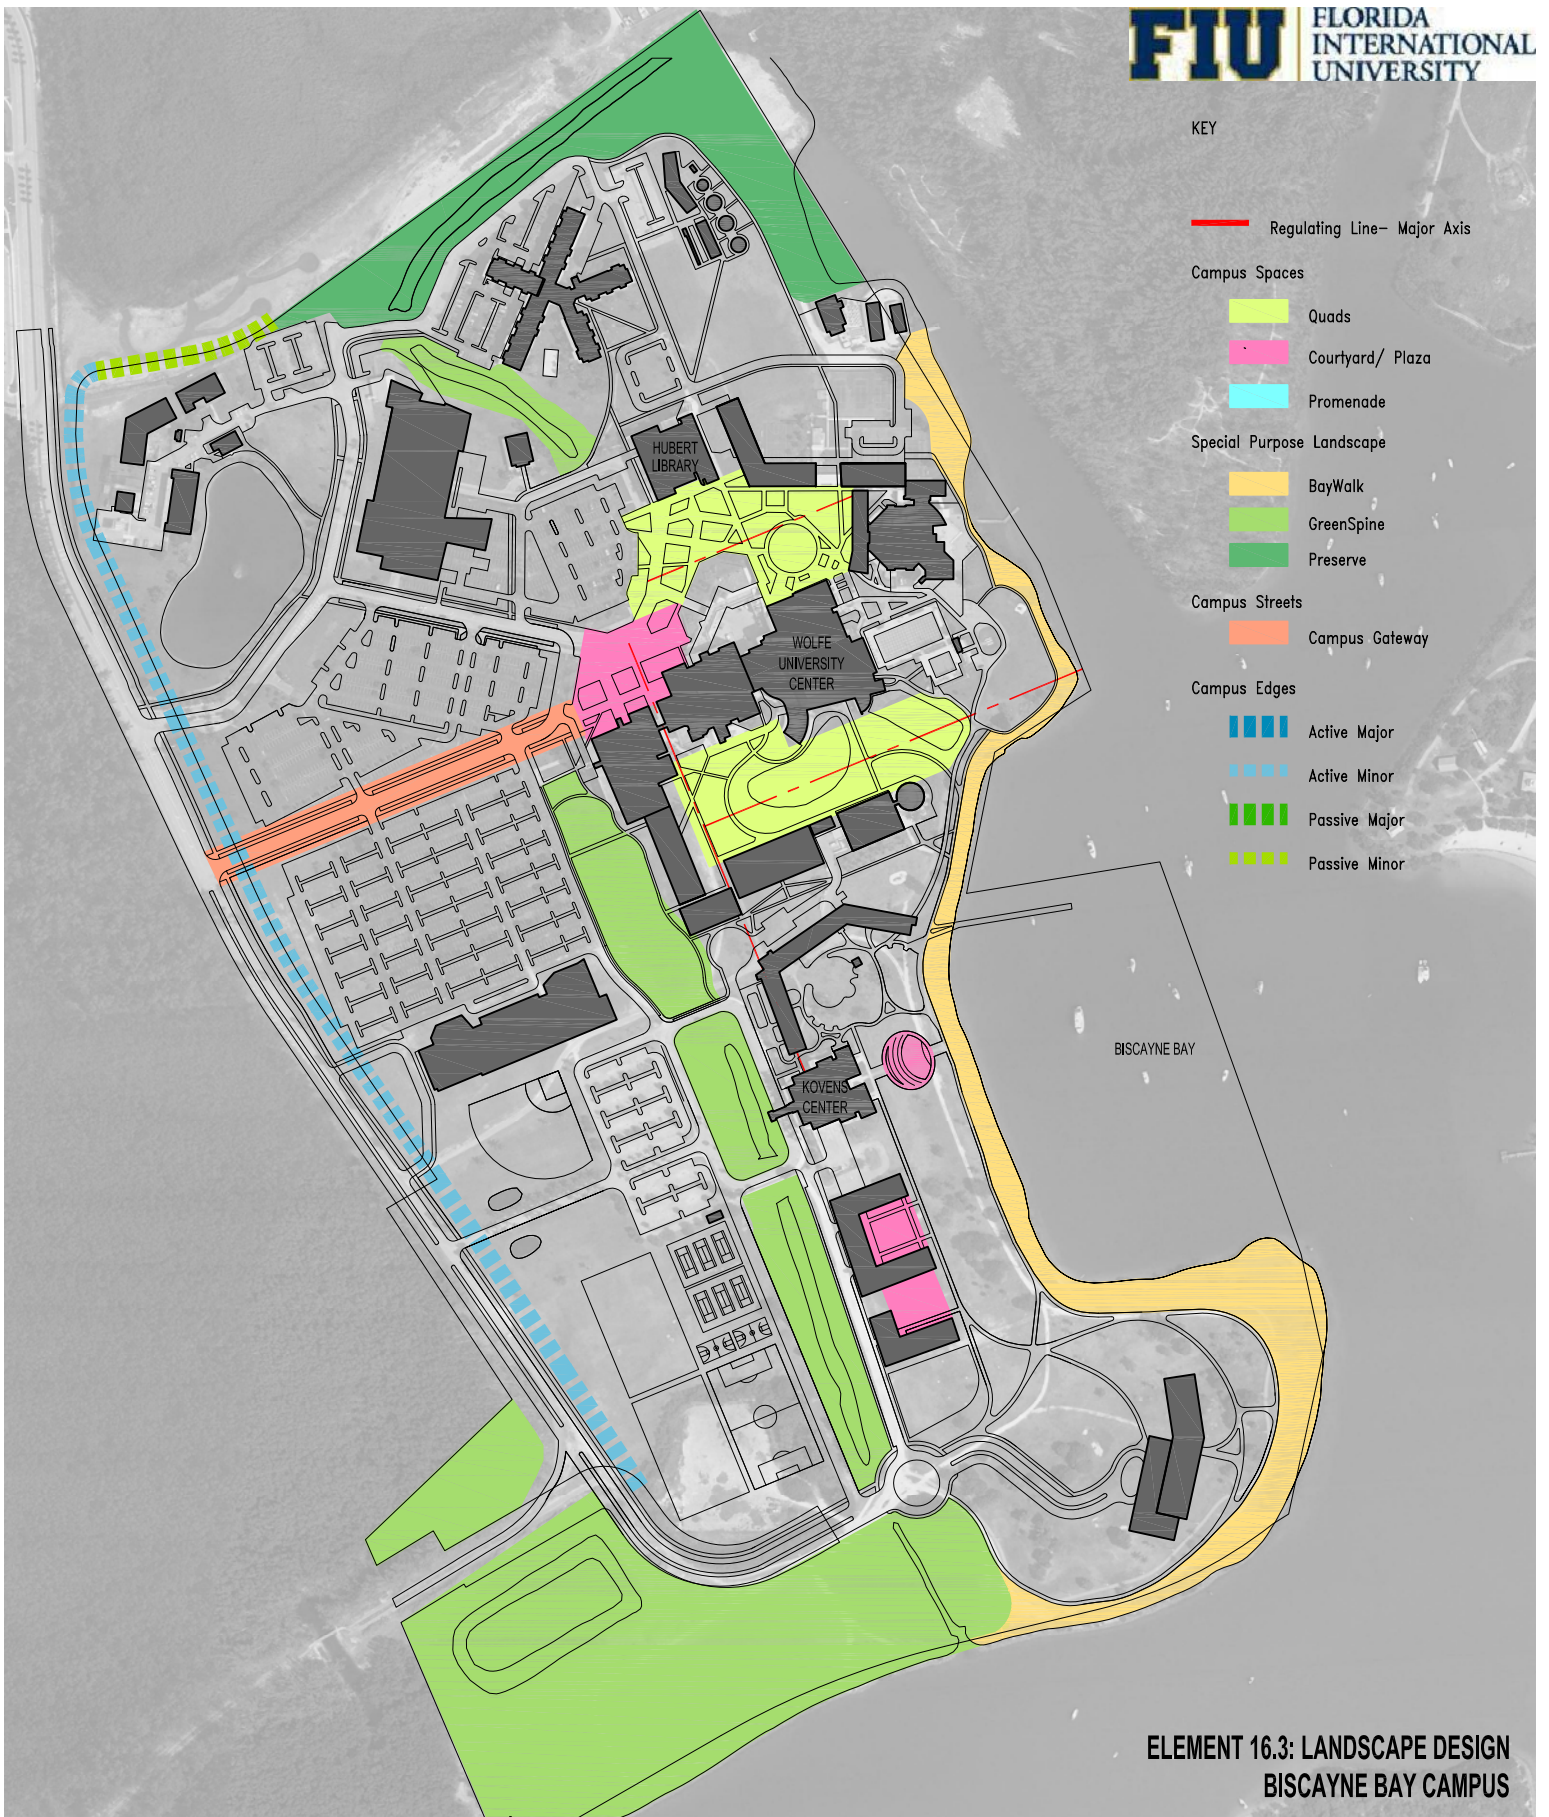 FIU
FLORIDA
INTERNATIONAL
UNIVERSITY
KEY
Regulating Line- Major Axis
Campus Spaces
Quads
Courtyard/ Plaza
Promenade
Special Purpose Landscape
BayWalk
GreenSpine
Preserve
Campus Streets
Campus Gateway
Campus Edges
Active Major
Active Minor
Passive Major
Passive Minor
HUBERT
LIBRARY
WOLFE
UNIVERSITY
CENTER
KOVENS
CENTER
BISCAYNE BAY
ELEMENT 16.3: LANDSCAPE DESIGN
BISCAYNE BAY CAMPUS